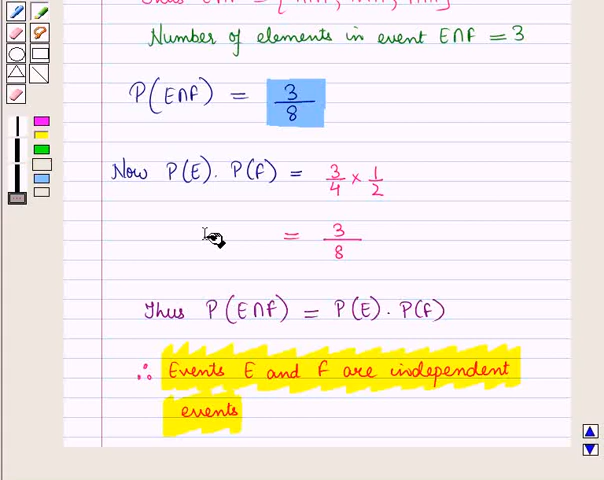 Number of elements in event E∩F = 3
P(E∩F) = 3/8
Now P(E). P(F) = 3/4 × 1/2
= 3/8
Thus P(E∩F) = P(E). P(F)
∴ Events E and F are independent
events